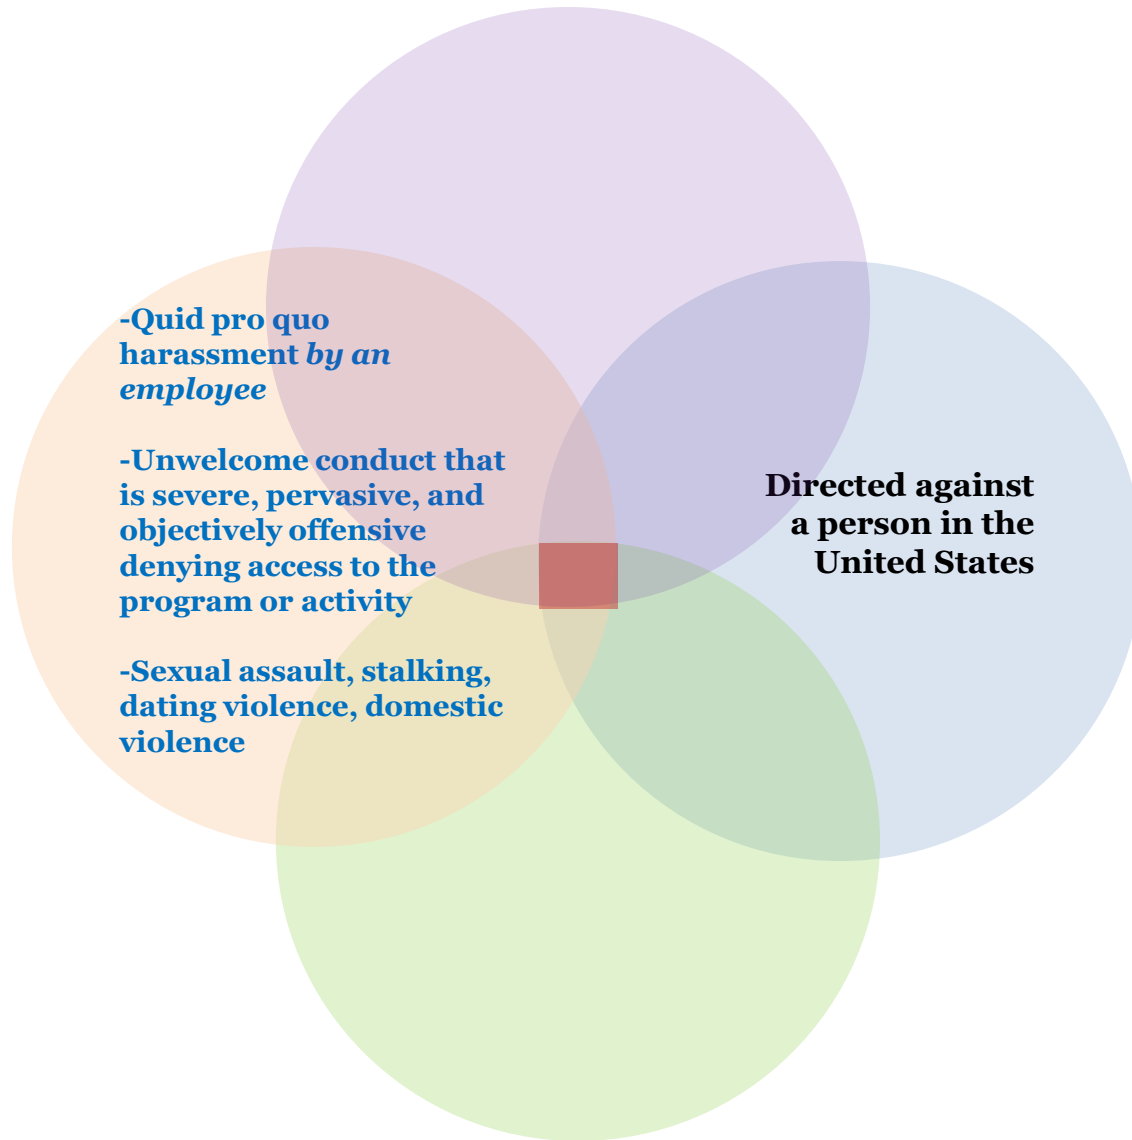 -Quid pro quo
harassment by an
employee
-Unwelcome conduct that
is severe, pervasive, and
objectively offensive
denying access to the
program or activity
-Sexual assault, stalking,
dating violence, domestic
violence
Directed against
a person in the
United States